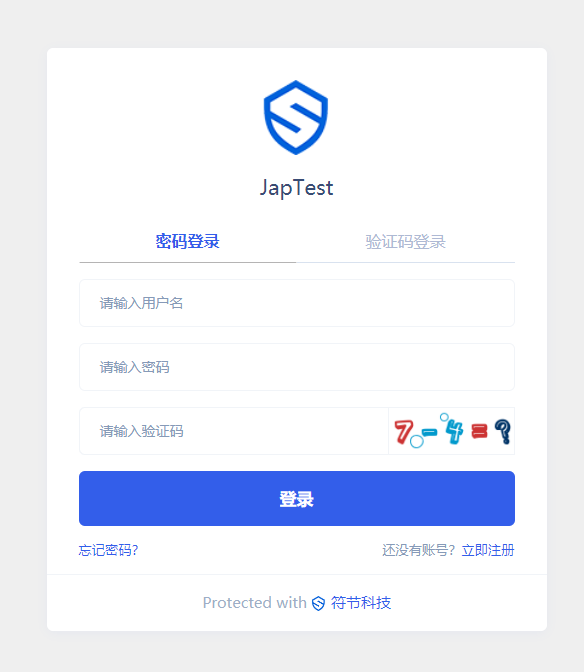 JapTest
密码登录 验证码登录
请输入用户名
请输入密码
请输入验证码 7-4=?
登录
忘记密码? 还没有账号? 立即注册
Protected with 符节科技